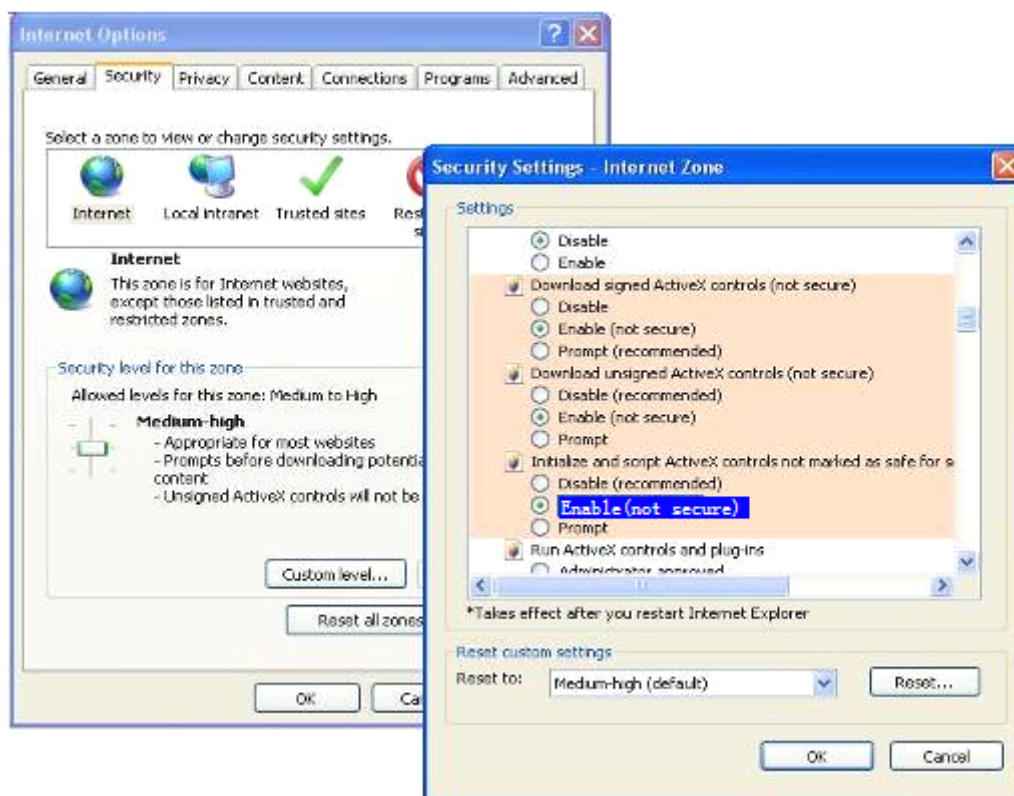 Internet Options
General
Security
Privacy
Content
Connections
Programs
Advanced
Select a zone to view or change security settings.
Internet
Local intranet
Trusted sites
Internet
This zone is for Internet websites,
except those listed in trusted and
restricted zones.
Security level for this zone
Allowed levels for this zone: Medium to High
Medium-high
- Appropriate for most websites
- Prompts before downloading
content
- Unsigned ActiveX controls will not be
Custom level...
Reset all zones
OK
Security Settings - Internet Zone
Settings
Disable
Enable
Download signed ActiveX controls (not secure)
Disable
Enable (not secure)
Prompt (recommended)
Download unsigned ActiveX controls (not secure)
Disable (recommended)
Enable (not secure)
Prompt
Initialize and script ActiveX controls not marked as safe for s
Disable (recommended)
Enable(not secure)
Prompt
Run ActiveX controls and plug-ins
Administrator approved
*Takes effect after you restart Internet Explorer
Reset custom settings
Reset to:
Medium-high (default)
Reset...
OK
Cancel